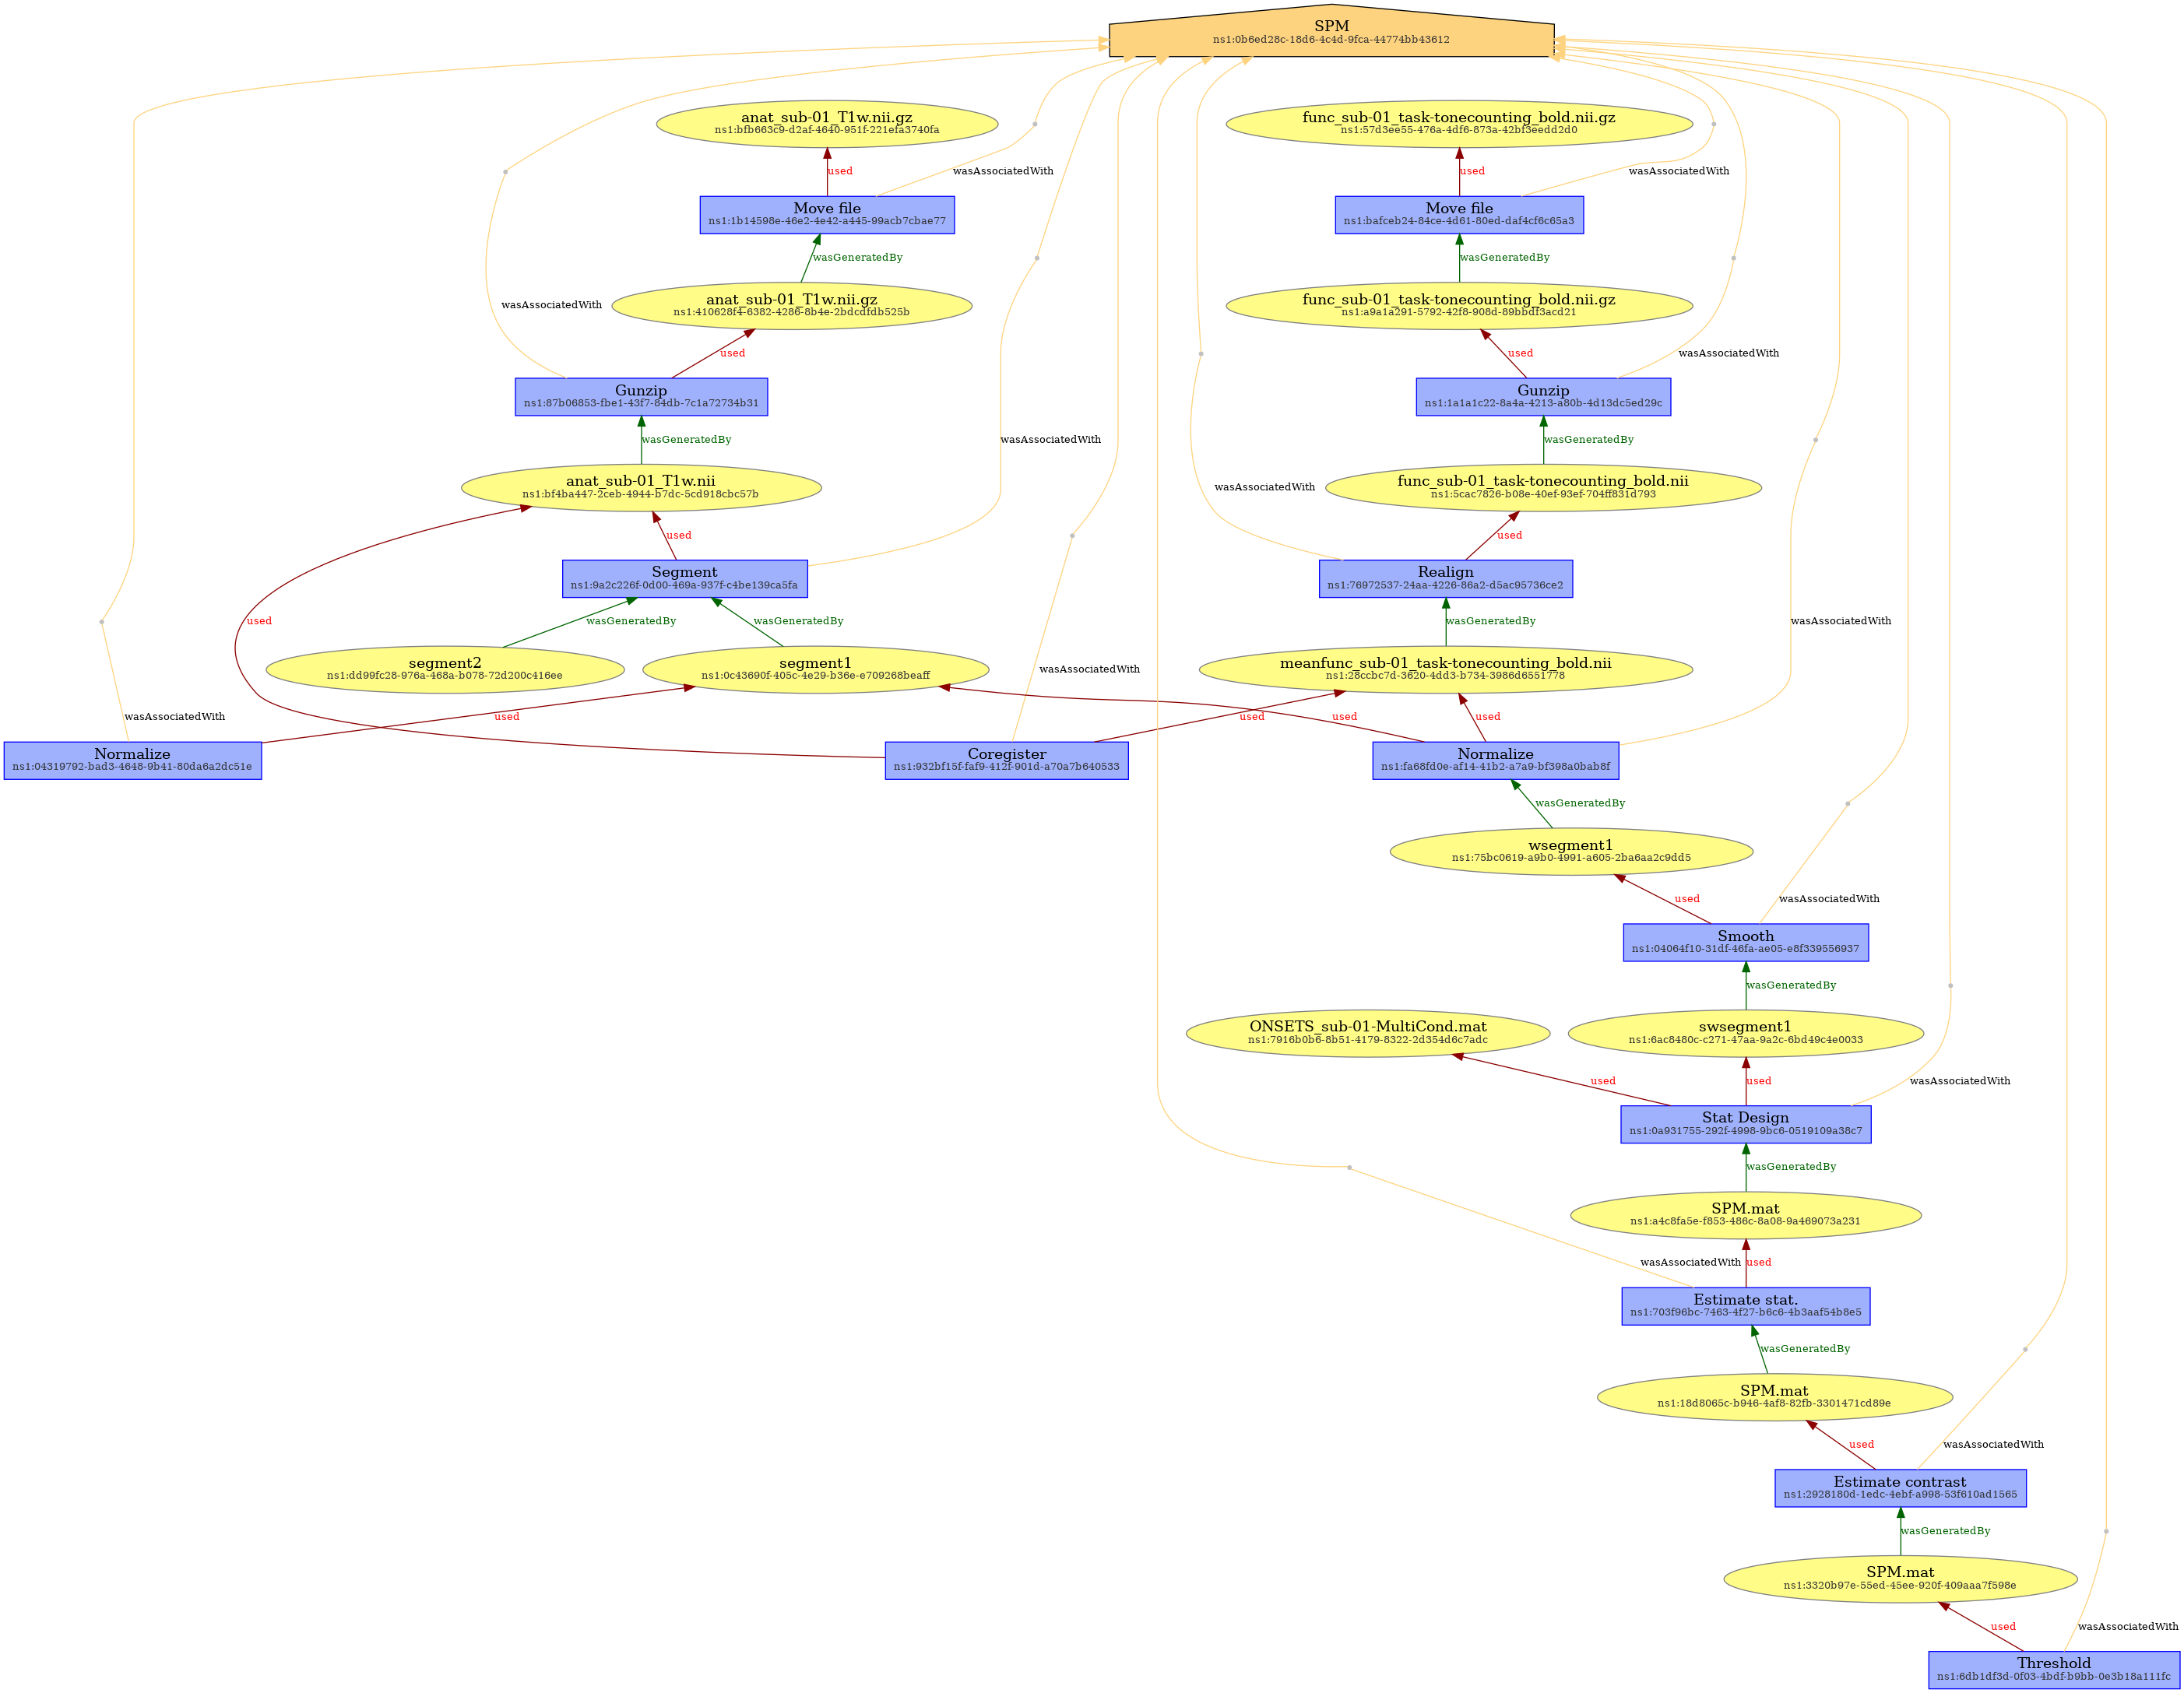 SPM
ns1:0b6ed28c-18d6-4c4d-9fca-44774bb43612
anat_sub-01_T1w.nii.gz
ns1:bfb663c9-d2af-4640-951f-221efa3740fa
func_sub-01_task-tonecounting_bold.nii.gz
ns1:57d3ee55-476a-4df6-873a-42bf3eedd2d0
used
wasAssociatedWith
used
wasAssociatedWith
Move file
ns1:1b14598e-46e2-4e42-a445-99acb7cbae77
Move file
ns1:bafceb24-84ce-4d61-80ed-daf4cf6c65a3
wasGeneratedBy
wasGeneratedBy
anat_sub-01_T1w.nii.gz
ns1:410628f4-6382-4286-8b4e-2bdcdfdb525b
func_sub-01_task-tonecounting_bold.nii.gz
ns1:a9a1a291-5792-42f8-908d-89bbdf3acd21
wasAssociatedWith
used
used
wasAssociatedWith
Gunzip
ns1:87b06853-fbe1-43f7-84db-7c1a72734b31
Gunzip
ns1:1a1a1c22-8a4a-4213-a80b-4d13dc5ed29c
wasGeneratedBy
wasAssociatedWith
wasGeneratedBy
anat_sub-01_T1w.nii
ns1:bf4ba447-2ceb-4944-b7dc-5cd918cbc57b
wasAssociatedWith
func_sub-01_task-tonecounting_bold.nii
ns1:5cac7826-b08e-40ef-93ef-704ff831d793
used
used
Segment
ns1:9a2c226f-0d00-469a-937f-c4be139ca5fa
Realign
ns1:76972537-24aa-4226-86a2-d5ac95736ce2
used
wasGeneratedBy
wasGeneratedBy
wasGeneratedBy
wasAssociatedWith
segment2
ns1:dd99fc28-976a-468a-b078-72d200c416ee
segment1
ns1:0c43690f-405c-4e29-b36e-e709268beaff
wasAssociatedWith
meanfunc_sub-01_task-tonecounting_bold.nii
ns1:28ccbc7d-3620-4dd3-b734-3986d6551778
wasAssociatedWith
used
used
used
used
Normalize
ns1:04319792-bad3-4648-9b41-80da6a2dc51e
Coregister
ns1:932bf15f-faf9-412f-901d-a70a7b640533
Normalize
ns1:fa68fd0e-af14-41b2-a7a9-bf398a0bab8f
wasGeneratedBy
wsegment1
ns1:75bc0619-a9b0-4991-a605-2ba6aa2c9dd5
used
wasAssociatedWith
Smooth
ns1:04064f10-31df-46fa-ae05-e8f339556937
wasGeneratedBy
ONSETS_sub-01-MultiCond.mat
ns1:7916b0b6-8b51-4179-8322-2d354d6c7adc
swsegment1
ns1:6ac8480c-c271-47aa-9a2c-6bd49c4e0033
used
used
wasAssociatedWith
Stat Design
ns1:0a931755-292f-4998-9bc6-0519109a38c7
wasGeneratedBy
SPM.mat
ns1:a4c8fa5e-f853-486c-8a08-9a469073a231
wasAssociatedWith
used
Estimate stat.
ns1:703f96bc-7463-4f27-b6c6-4b3aaf54b8e5
wasGeneratedBy
SPM.mat
ns1:18d8065c-b946-4af8-82fb-3301471cd89e
used
wasAssociatedWith
Estimate contrast
ns1:2928180d-1edc-4ebf-a998-53f610ad1565
wasGeneratedBy
SPM.mat
ns1:3320b97e-55ed-45ee-920f-409aaa7f598e
used
wasAssociatedWith
Threshold
ns1:6db1df3d-0f03-4bdf-b9bb-0e3b18a111fc